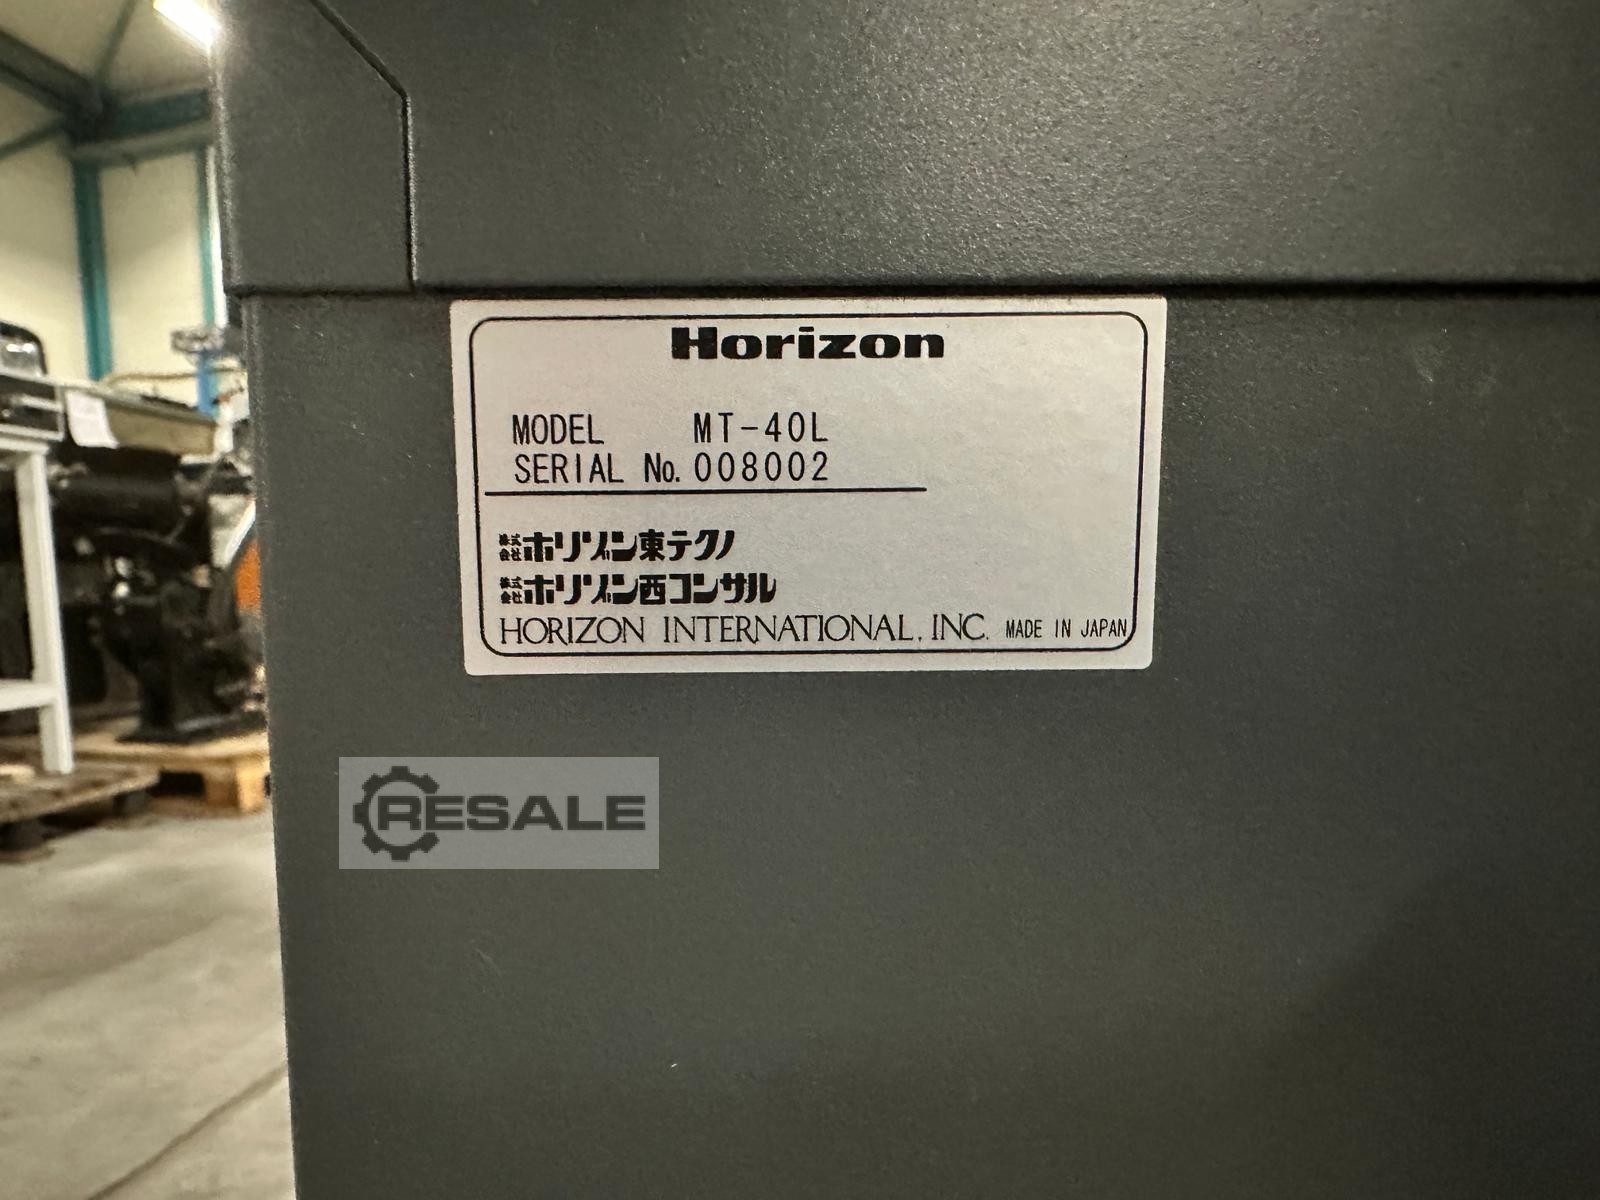 Horizon
MODEL MT-40L
SERIAL No. 008002
株式会社ホリゾン東テクノ
株式会社ホリゾン西コンサル
HORIZON INTERNATIONAL, INC. MADE IN JAPAN
RESALE